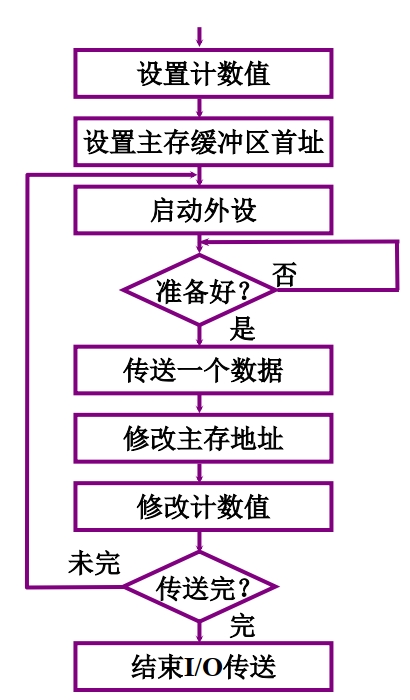 设置计数值
设置主存缓冲区首址
启动外设
准备好？
否
是
传送一个数据
修改主存地址
修改计数值
未完
传送完？
完
结束I/O传送